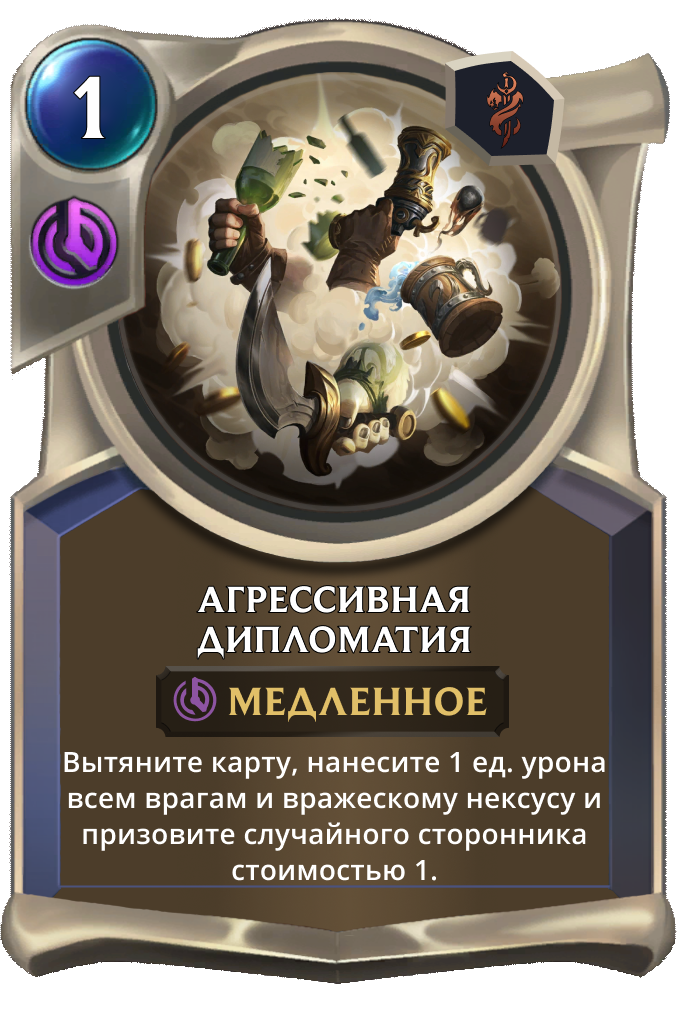 1
АГРЕССИВНАЯ
ДИПЛОМАТИЯ
МЕДЛЕННОЕ
Вытяните карту, нанесите 1 ед. урона
всем врагам и вражескому нексусу и
призовите случайного сторонника
стоимостью 1.